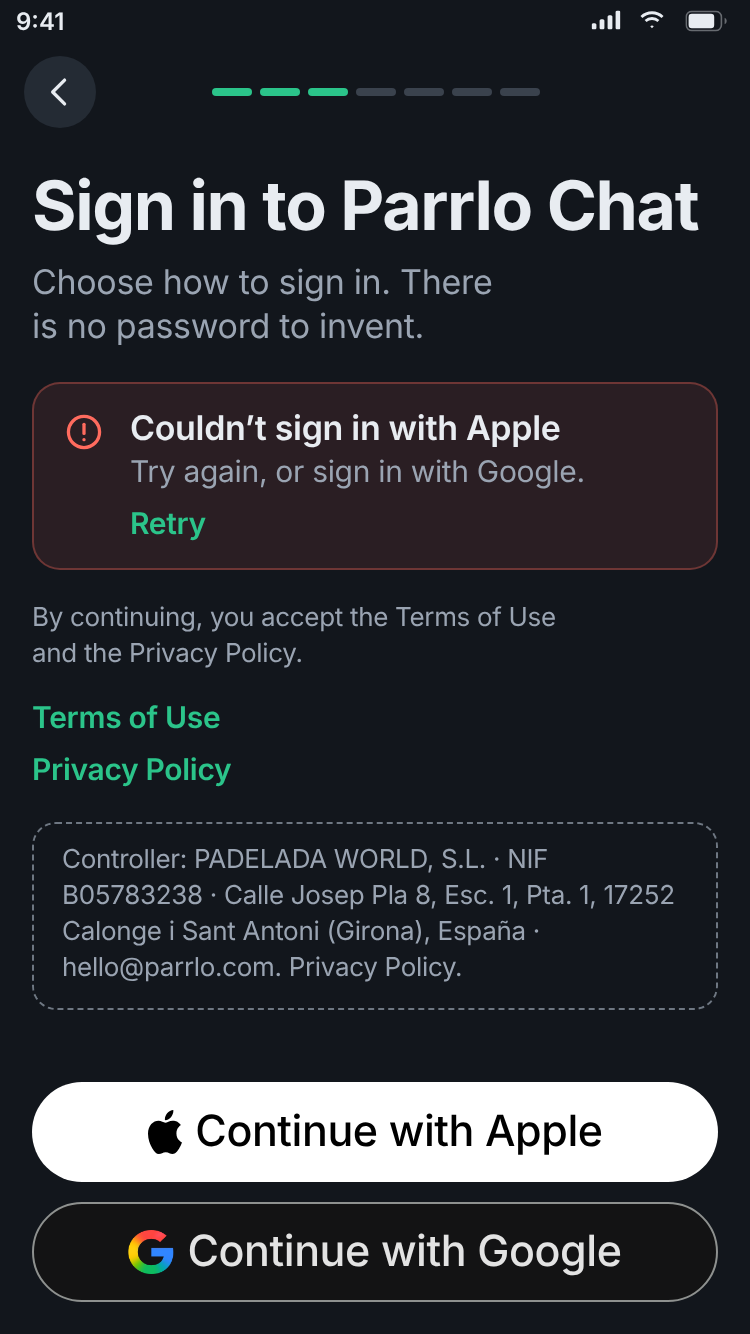 9:41
Sign in to Parrlo Chat
Choose how to sign in. There
is no password to invent.
Couldn’t sign in with Apple
Try again, or sign in with Google.
Retry
By continuing, you accept the Terms of Use
and the Privacy Policy.
Terms of Use
Privacy Policy
Controller: PADELADA WORLD, S.L. · NIF
B05783238 · Calle Josep Pla 8, Esc. 1, Pta. 1, 17252
Calonge i Sant Antoni (Girona), España ·
hello@parrlo.com. Privacy Policy.
Continue with Apple
Continue with Google